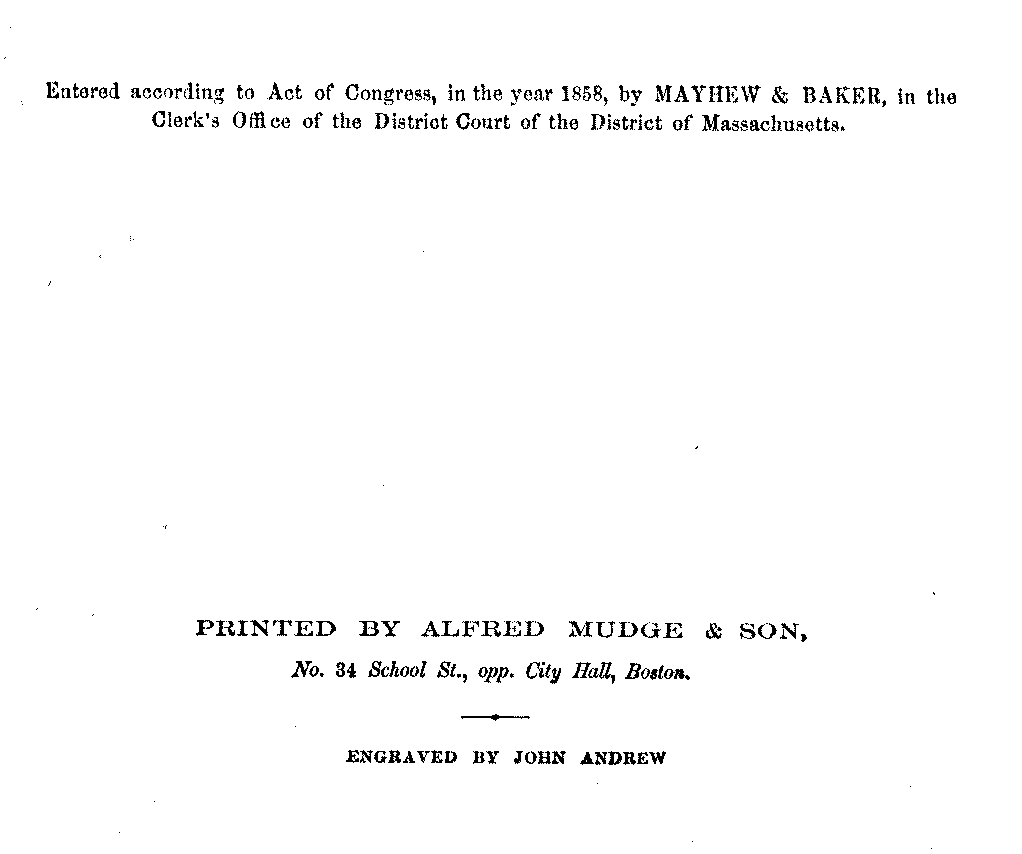 Entered according to Act of Congress, in the year 1858, by MAYHEW & BAKER, in the
Clerk's Office of the District Court of the District of Massachusetts.
PRINTED BY ALFRED MUDGE & SON,
No. 34 School St., opp. City Hall, Boston.
ENGRAVED BY JOHN ANDREW